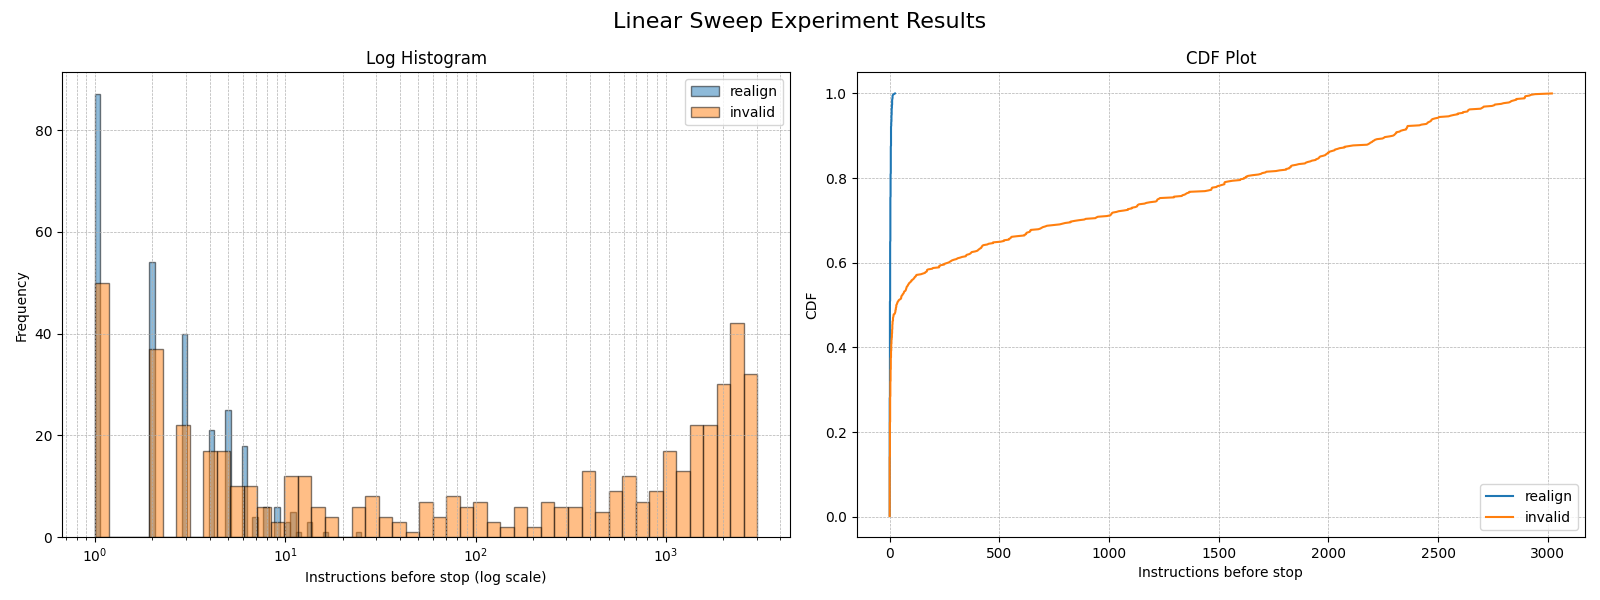 Linear Sweep Experiment Results
Log Histogram
realign
invalid
80
60
40
20
0
Frequency
10⁰
10¹
10²
10³
Instructions before stop (log scale)
CDF Plot
1.0
0.8
0.6
0.4
0.2
0.0
CDF
realign
invalid
0
500
1000
1500
2000
2500
3000
Instructions before stop